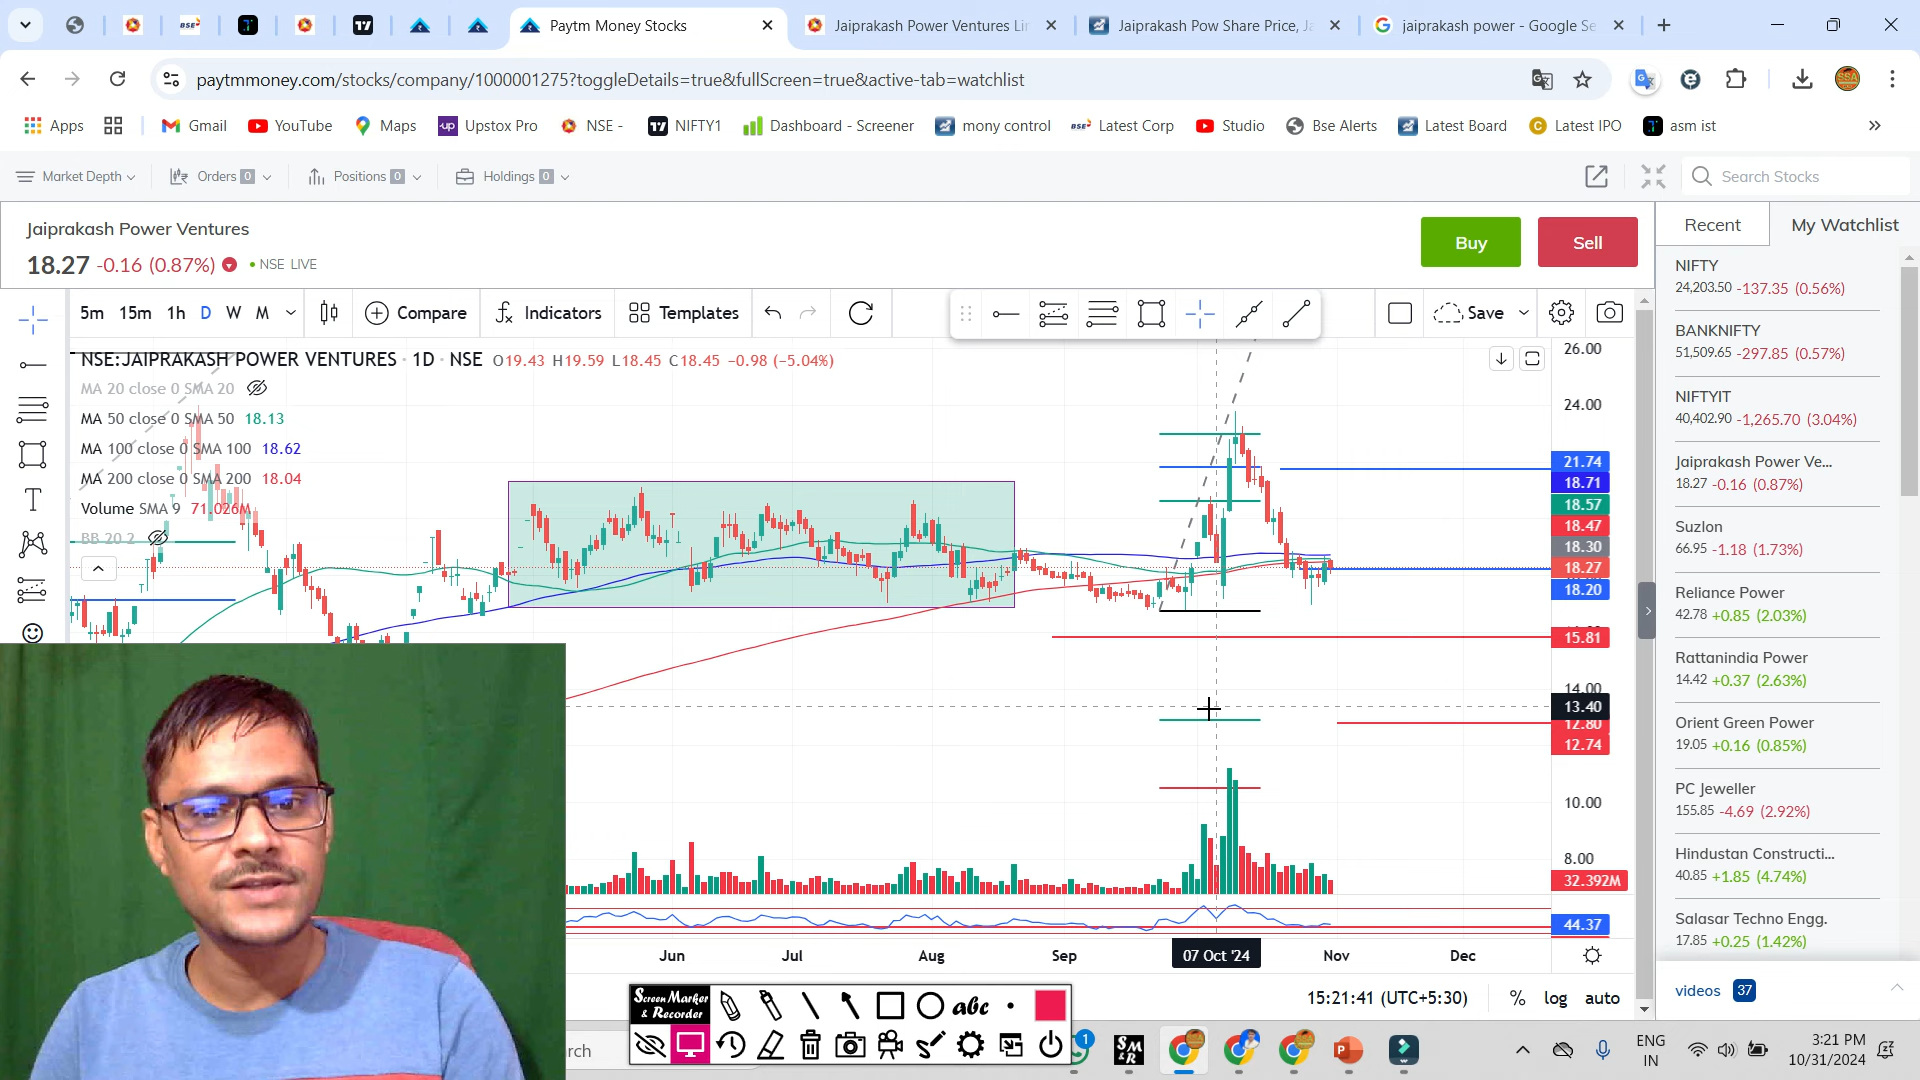 Paytm Money Stocks
Jaiprakash Power Ventures Lin
Jaiprakash Pow Share Price, Ja
jaiprakash power - Google Se
paytmmoney.com/stocks/company/1000001275?toggleDetails=true&fullScreen=true&active-tab=watchlist
Apps
Gmail
YouTube
Maps
Upstox Pro
NSE -
NIFTY1
Dashboard - Screener
mony control
Latest Corp
Studio
Bse Alerts
Latest Board
Latest IPO
asm ist
Market Depth
Orders 0
Positions 0
Holdings 0
Search Stocks
Jaiprakash Power Ventures
18.27 -0.16 (0.87%) • NSE LIVE
Buy
Sell
Recent
My Watchlist
5m 15m 1h D W M
Compare
Indicators
Templates
Save
NSE:JAIPRAKASH POWER VENTURES · 1D · NSE O19.43 H19.59 L18.45 C18.45 −0.98 (−5.04%)
MA 20 close 0 SMA 20
MA 50 close 0 SMA 50 18.13
MA 100 close 0 SMA 100 18.62
MA 200 close 0 SMA 200 18.04
Volume SMA 9 71.026M
BB 20 2
26.00
24.00
21.74
18.71
18.57
18.47
18.30
18.27
18.20
15.81
14.00
13.40
12.80
12.74
10.00
8.00
32.392M
44.37
Jun
Jul
Aug
Sep
07 Oct '24
Nov
Dec
15:21:41 (UTC+5:30)
% log auto
NIFTY
24,203.50 -137.35 (0.56%)
BANKNIFTY
51,509.65 -297.85 (0.57%)
NIFTYIT
40,402.90 -1,265.70 (3.04%)
Jaiprakash Power Ve...
18.27 -0.16 (0.87%)
Suzlon
66.95 -1.18 (1.73%)
Reliance Power
42.78 +0.85 (2.03%)
Rattanindia Power
14.42 +0.37 (2.63%)
Orient Green Power
19.05 +0.16 (0.85%)
PC Jeweller
155.85 -4.69 (2.92%)
Hindustan Constructi...
40.85 +1.85 (4.74%)
Salasar Techno Engg.
17.85 +0.25 (1.42%)
videos 37
Screen Marker
& Recorder
abc
rch
1
SM
&R
ENG
IN
3:21 PM
10/31/2024